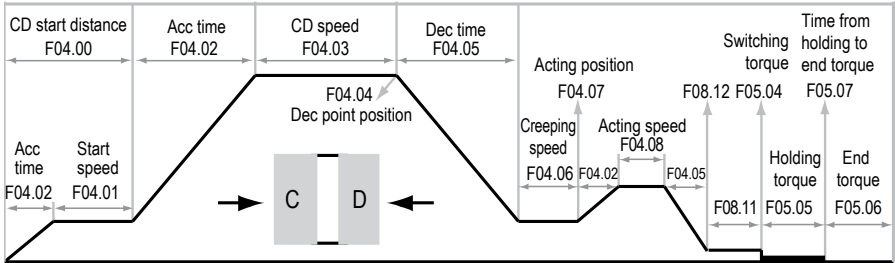 CD start distance
F04.00
Acc time
F04.02
CD speed
F04.03
Dec time
F04.05
F04.04
Dec point position
Acting position
F04.07
Switching
torque
F08.12 F05.04
Time from
holding to
end torque
F05.07
Acc
time
F04.02
Start
speed
F04.01
C
D
Creeping
speed
F04.06
F04.02
Acting speed
F04.08
F04.05
F08.11
Holding
torque
F05.05
End
torque
F05.06